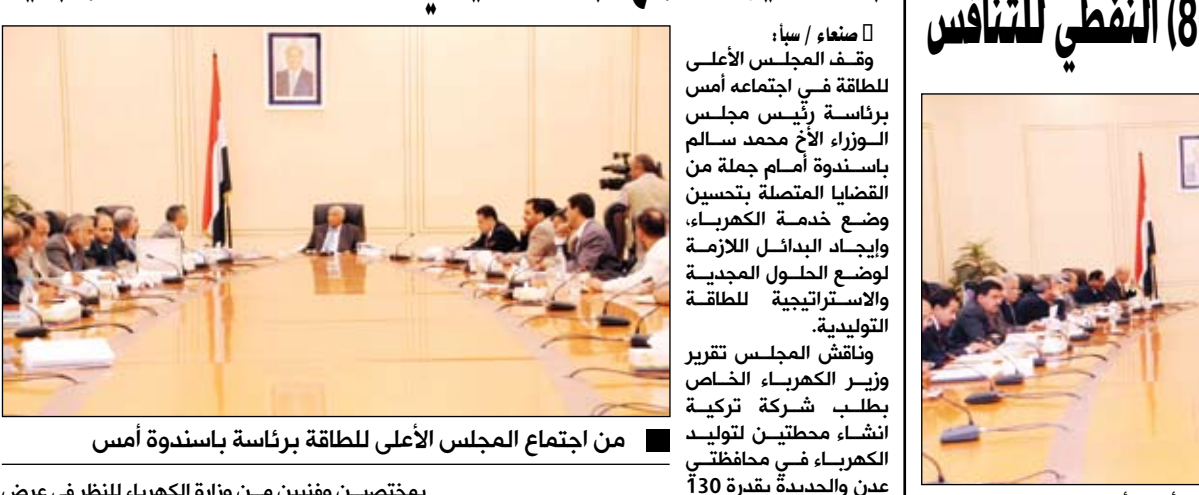 8) النفطي للتنافس
صنعاء / سبأ:
وقف المجلس الأعلى
للطاقة في اجتماعه أمس
برئاسة رئيس مجلس
الوزراء الأخ محمد سالم
باسندوة أمام جملة من
القضايا المتصلة بتحسين
وضع خدمة الكهرباء،
وإيجاد البدائل اللازمة
لوضع الحلول المجدية
والاستراتيجية للطاقة
التوليدية.
وناقش المجلس تقرير
وزير الكهرباء الخاص
بطلب شركة تركية
انشاء محطتين لتوليد
الكهرباء في محافظتي
عدن والحديدة بقدرة 130
من اجتماع المجلس الأعلى للطاقة برئاسة باسندوة أمس
بمختصين وفنيين من وزارة الكهرباء للنظر في عرض